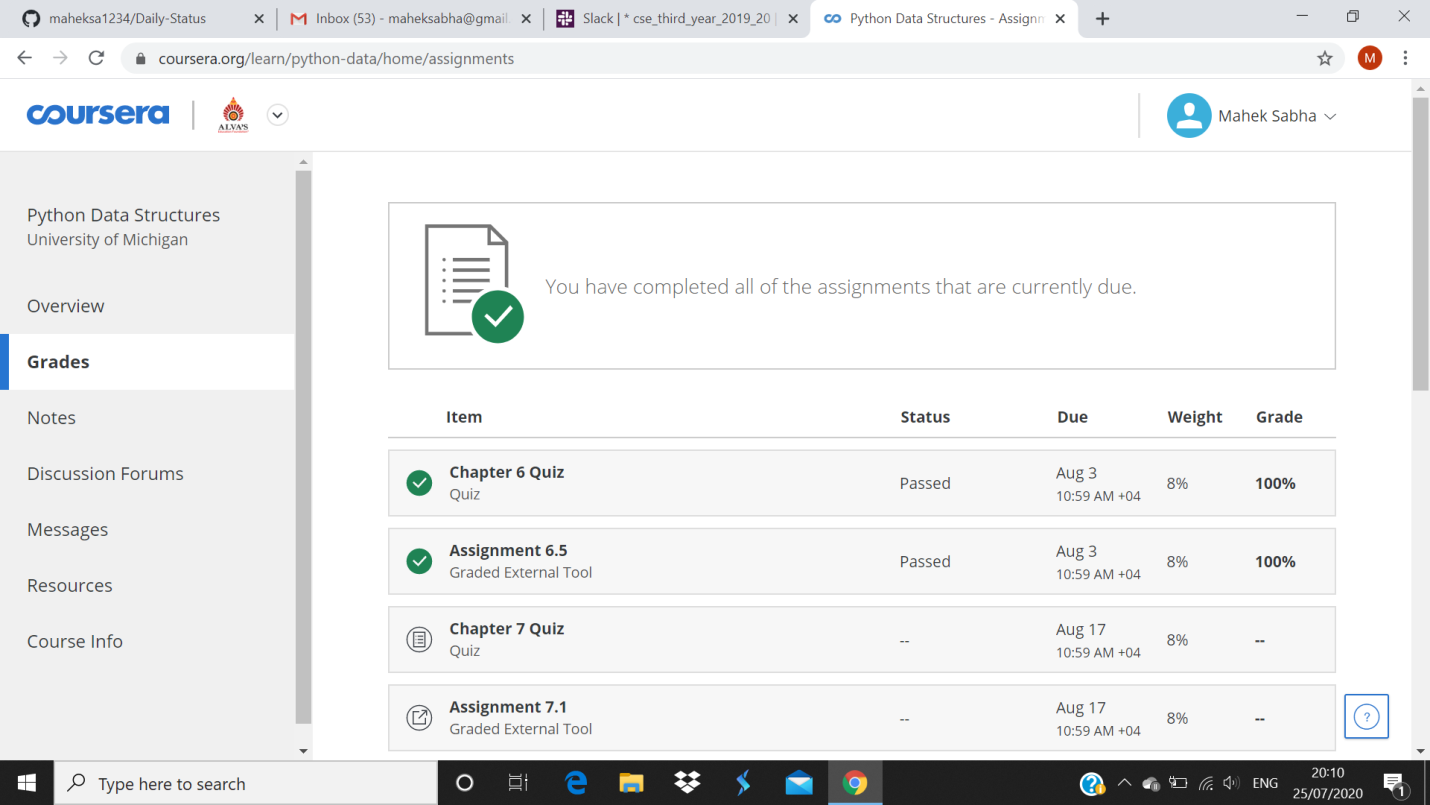 maheksa1234/Daily-Status
Inbox (53) - maheksabha@gmail.
Slack | * cse_third_year_2019_20 |
Python Data Structures - Assignm
coursera.org/learn/python-data/home/assignments
M
coursera
ALVA'S
Mahek Sabha
Python Data Structures
University of Michigan
Overview
Grades
Notes
Discussion Forums
Messages
Resources
Course Info
You have completed all of the assignments that are currently due.
Item Status Due Weight Grade
Chapter 6 Quiz
Quiz
Passed
Aug 3
10:59 AM +04
8%
100%
Assignment 6.5
Graded External Tool
Passed
Aug 3
10:59 AM +04
8%
100%
Chapter 7 Quiz
Quiz
--
Aug 17
10:59 AM +04
8%
--
Assignment 7.1
Graded External Tool
--
Aug 17
10:59 AM +04
8%
--
?
Type here to search
ENG
20:10
25/07/2020
1